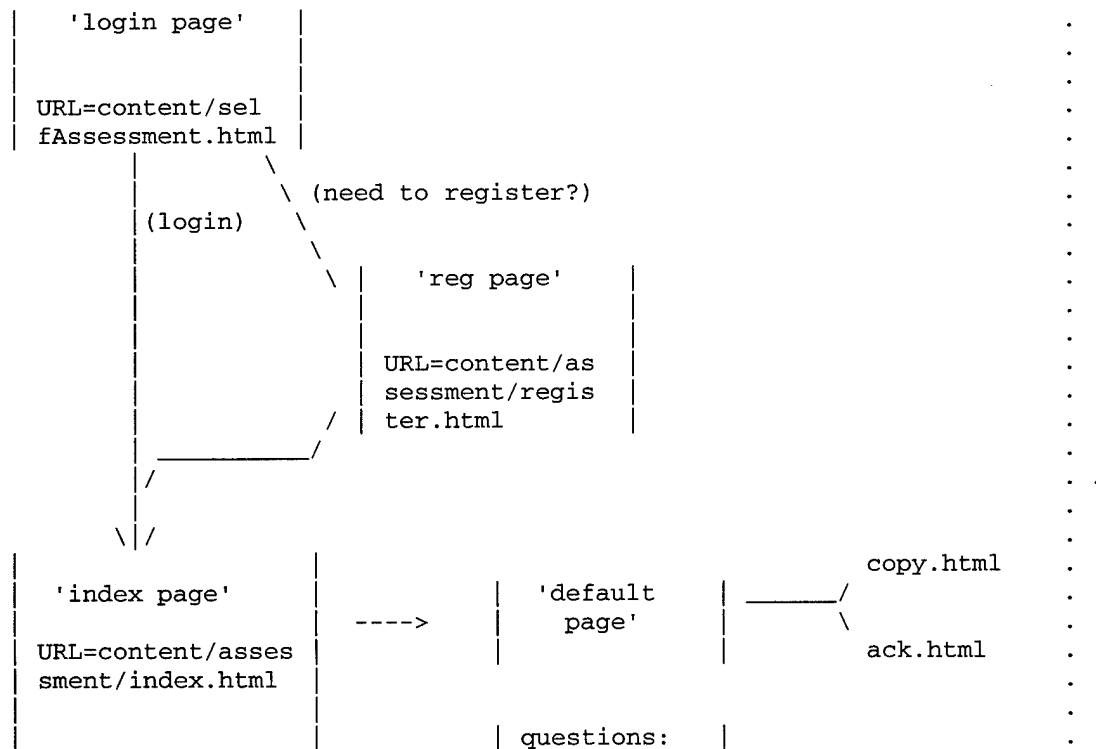 'login page'
URL=content/sel
fAssessment.html
(need to register?)
(login)
'reg page'
URL=content/as
sessment/regis
ter.html
copy.html
'index page'
'default
page'
---->
URL=content/asses
sment/index.html
ack.html
questions: